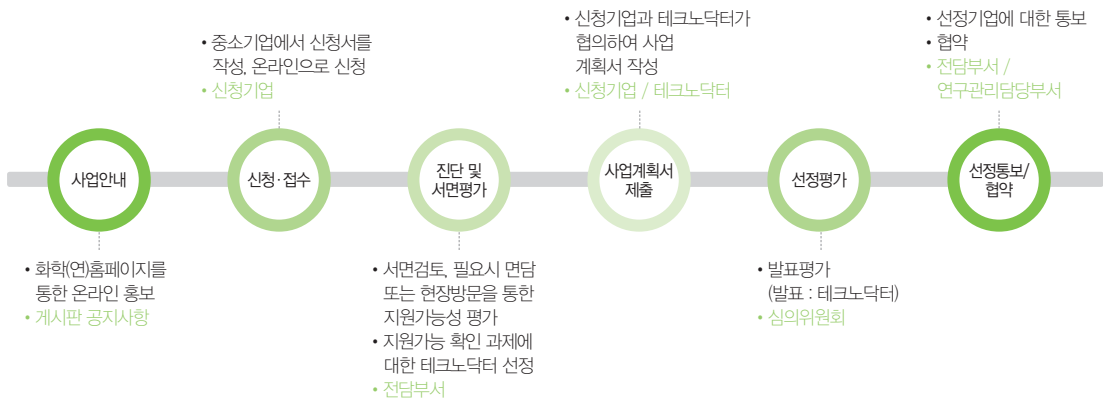 사업안내
• 화학(연)홈페이지를
통한 온라인 홍보
• 게시판 공지사항
• 중소기업에서 신청서를
작성, 온라인으로 신청
• 신청기업
신청·접수
진단 및
서면평가
• 서면검토, 필요시 면담
또는 현장방문을 통한
지원가능성 평가
• 지원가능 확인 과제에
대한 테크노닥터 선정
• 전담부서
• 신청기업과 테크노닥터가
협의하여 사업
계획서 작성
• 신청기업 / 테크노닥터
사업계획서
제출
선정평가
• 발표평가
(발표 : 테크노닥터)
• 심의위원회
• 선정기업에 대한 통보
• 협약
• 전담부서 /
연구관리담당부서
선정통보/
협약